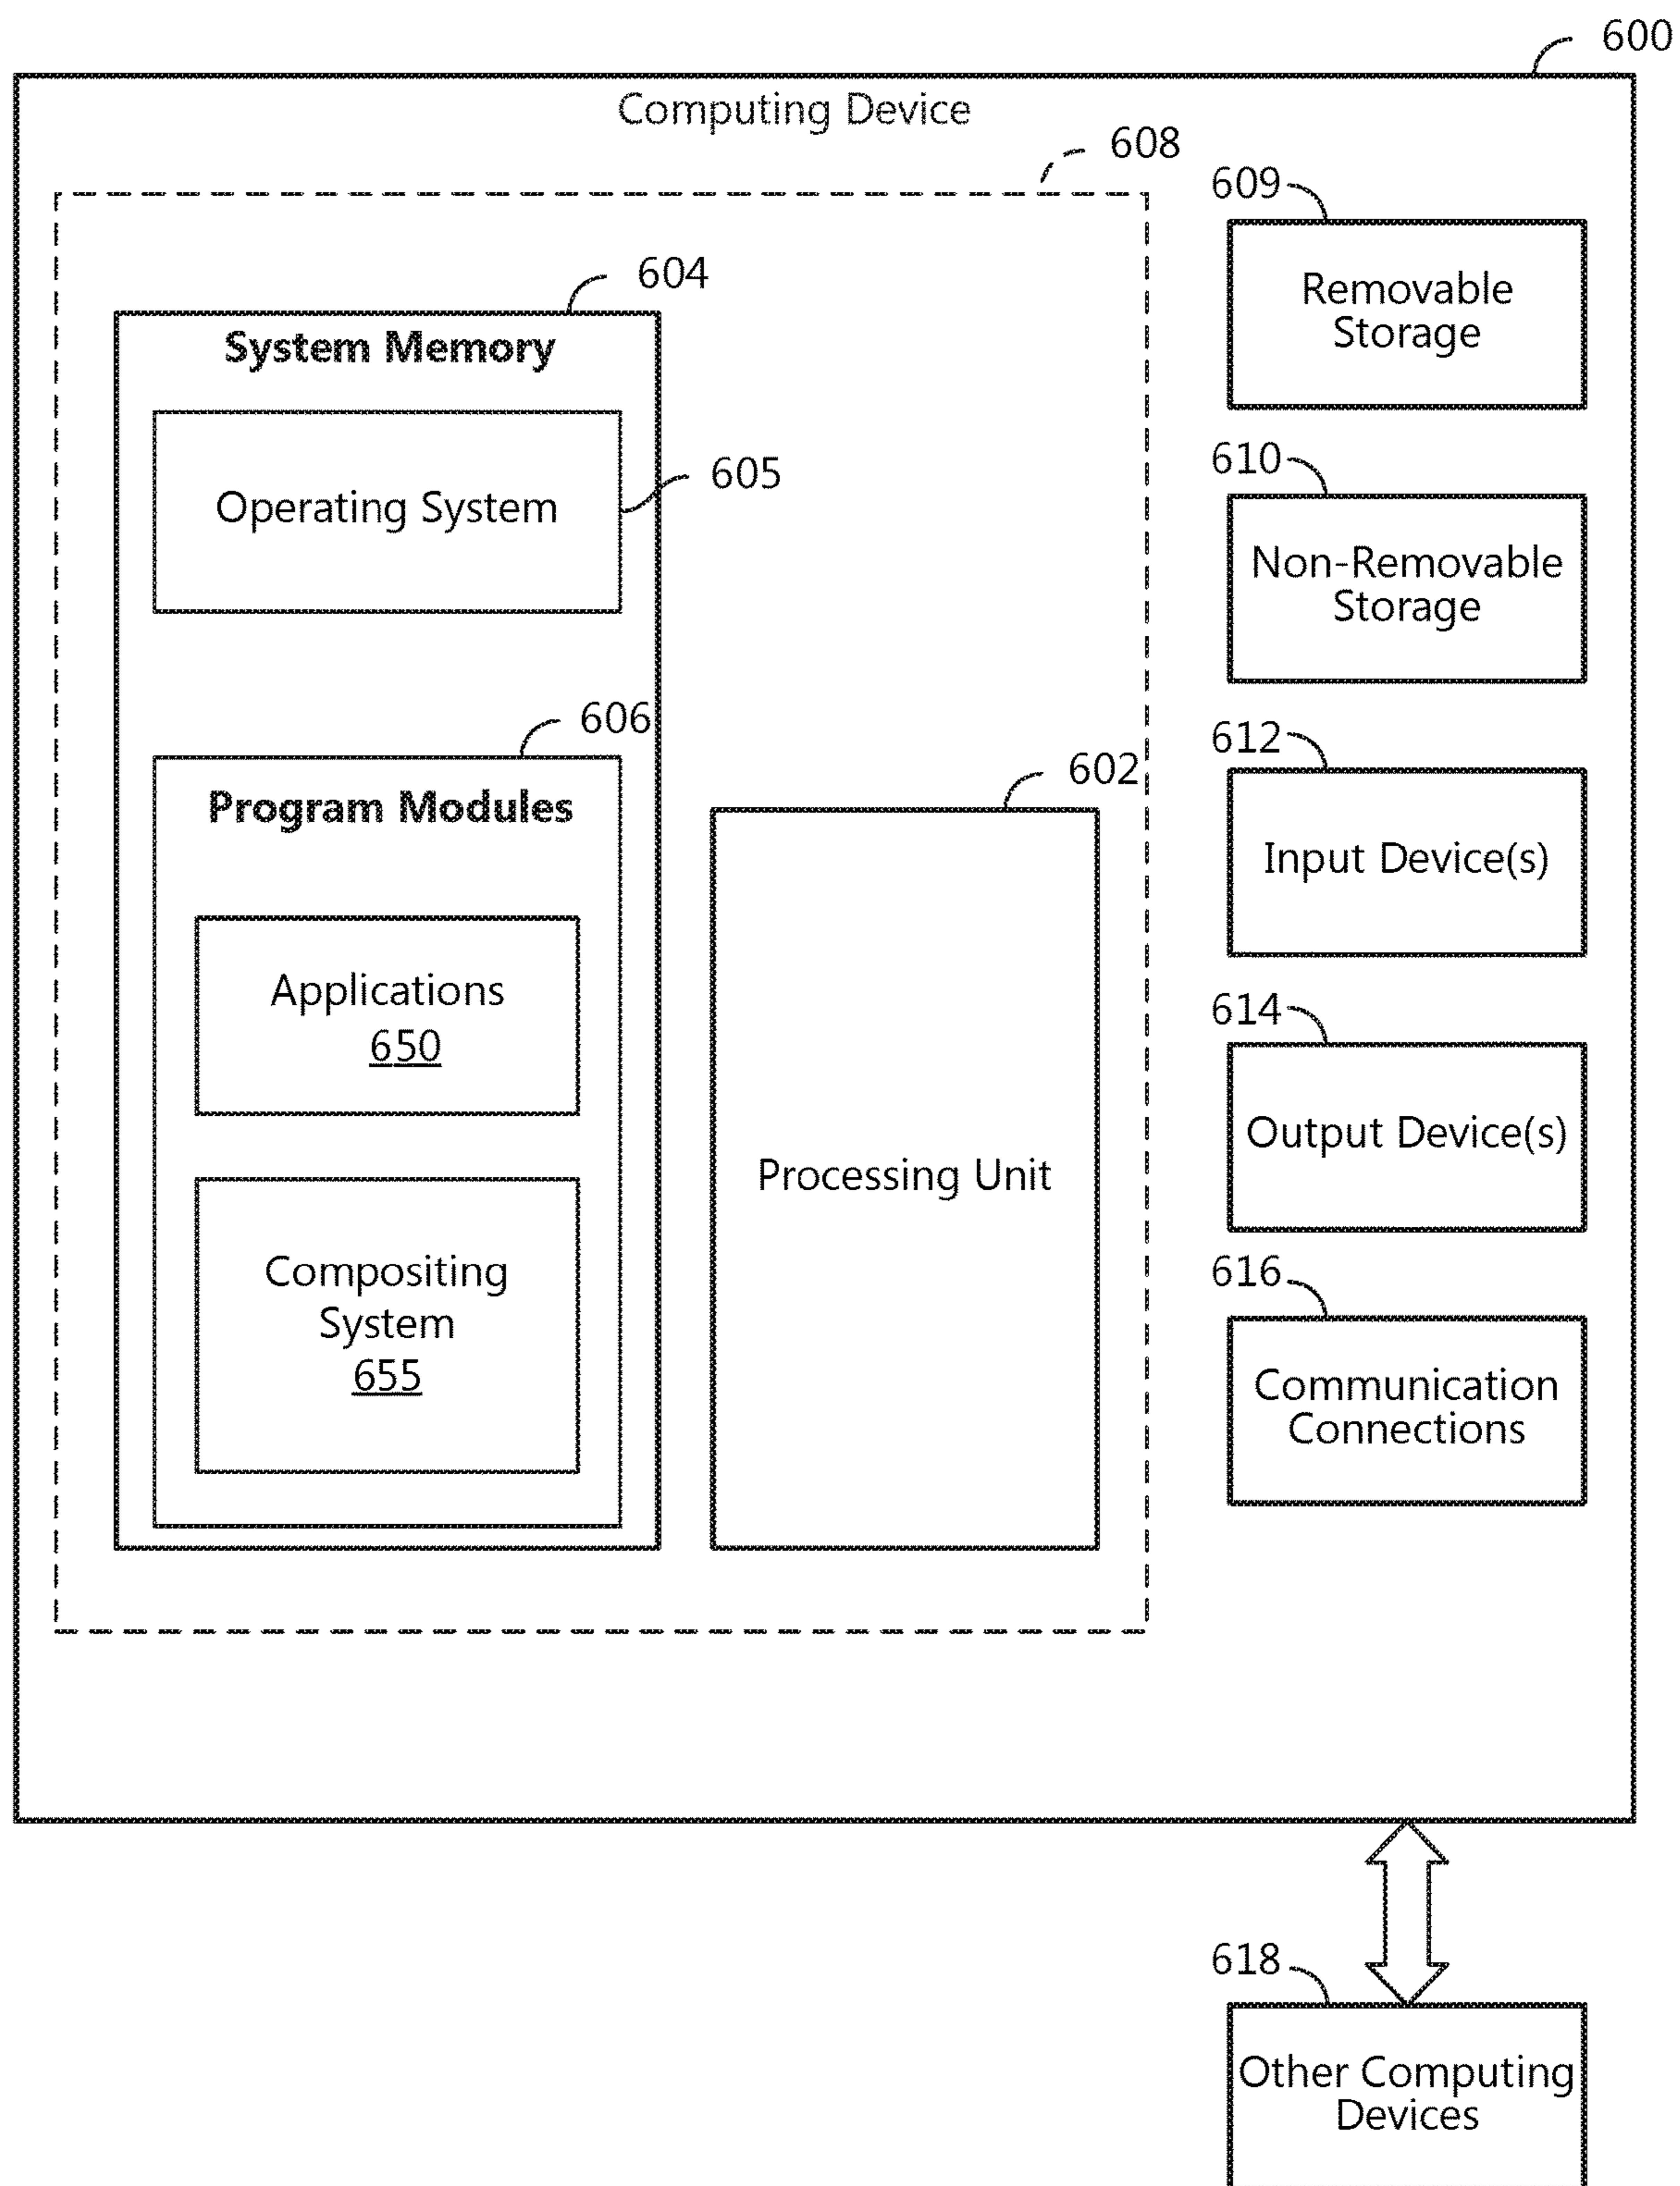 600
Computing Device
608
609
Removable
Storage
604
System Memory
Operating System
605
610
Non-Removable
Storage
606
Program Modules
602
612
Input Device(s)
Applications
650
Processing Unit
614
Output Device(s)
Compositing
System
655
616
Communication
Connections
618
Other Computing
Devices